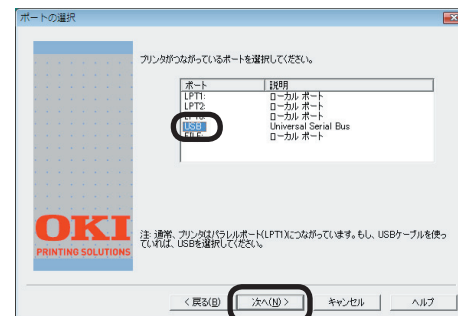 ポートの選択
プリンタがつながっているポートを選択してください。
ポート 説明
LPT1: ローカル ポート
LPT2: ローカル ポート
LPT3: ローカル ポート
USB Universal Serial Bus
FILE: ローカル ポート
OKI
PRINTING SOLUTIONS
注: 通常、プリンタはパラレルポート(LPT1)につながっています。もし、USBケーブルを使っ
ていれば、USBを選択してください。
< 戻る(B) 次へ(N) > キャンセル ヘルプ